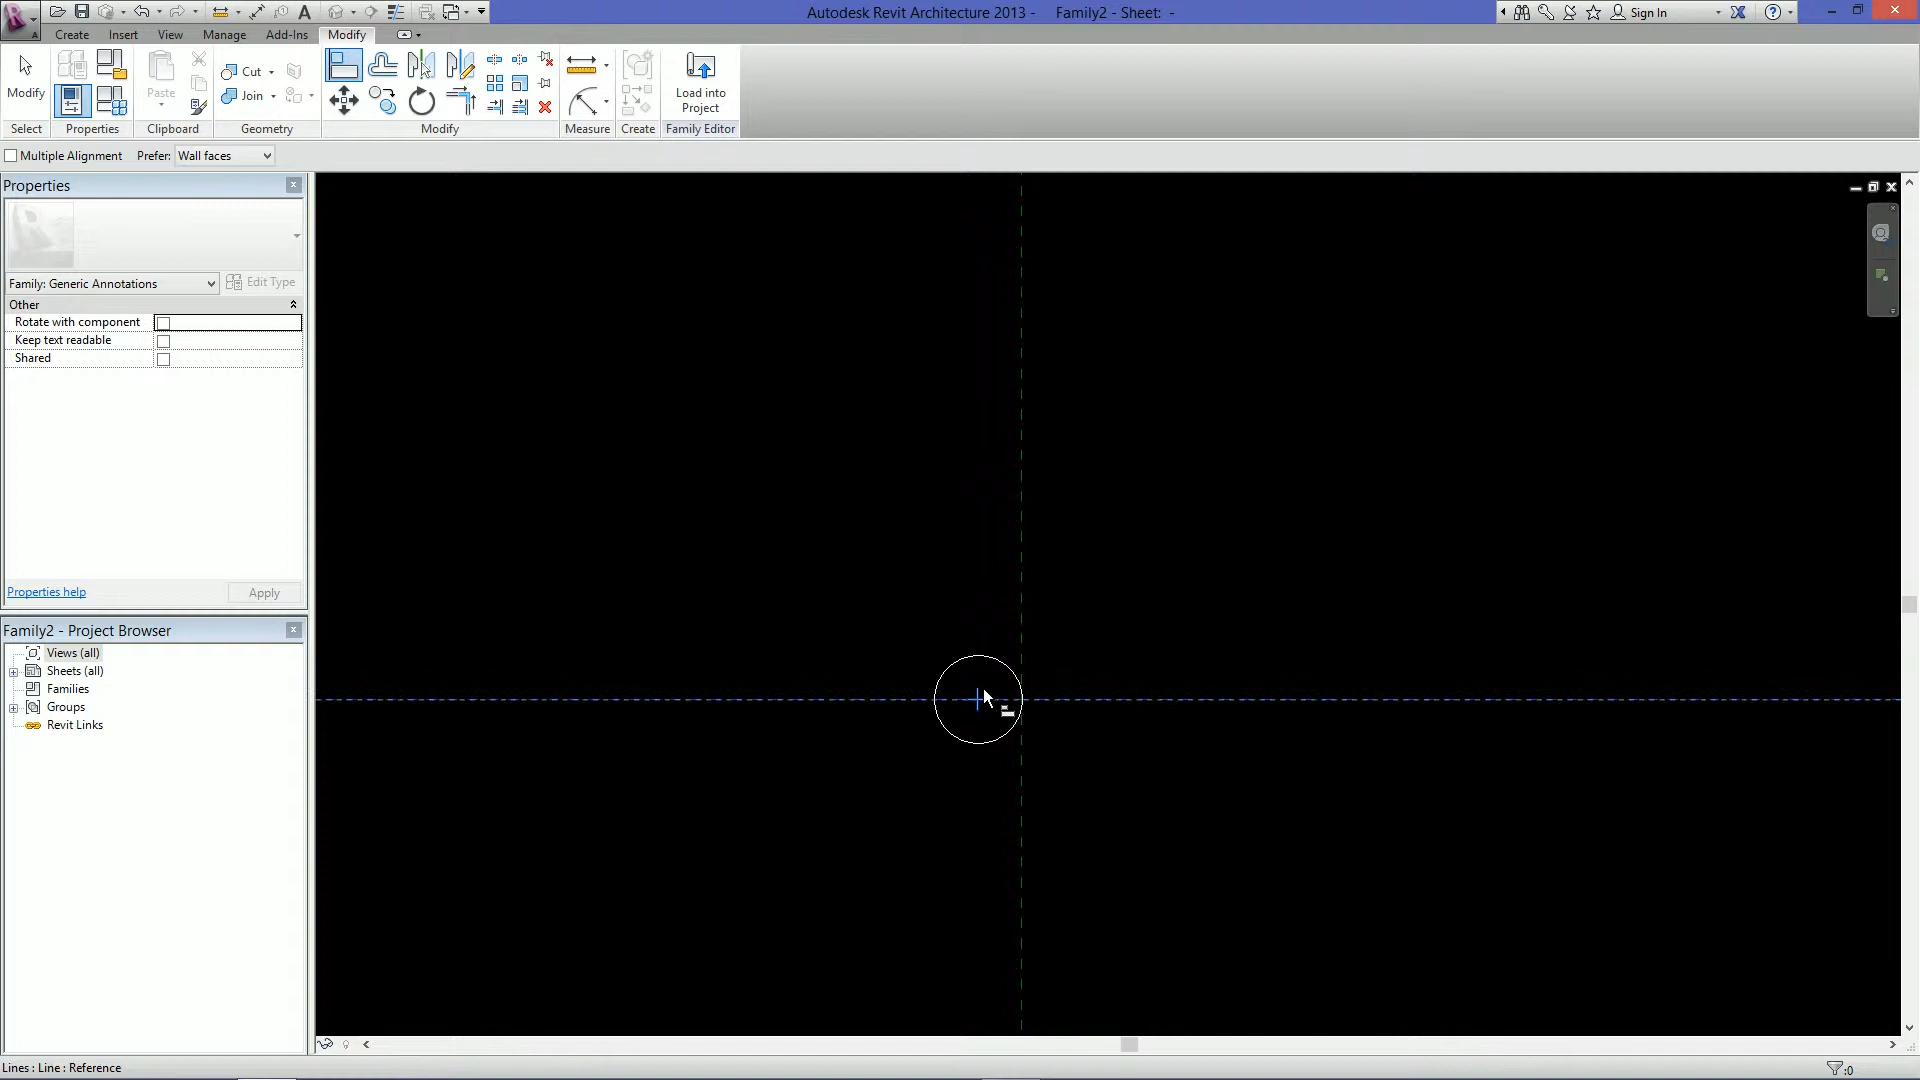 Autodesk Revit Architecture 2013 - Family2 - Sheet: -
Sign In
Create Insert View Manage Add-Ins Modify
Modify
Paste
Cut
Join
Load into
Project
Select Properties Clipboard Geometry Modify Measure Create Family Editor
Multiple Alignment Prefer: Wall faces
Properties
Family: Generic Annotations Edit Type
Other
Rotate with component
Keep text readable
Shared
Properties help Apply
Family2 - Project Browser
Views (all)
Sheets (all)
Families
Groups
Revit Links
Lines : Line : Reference
:0